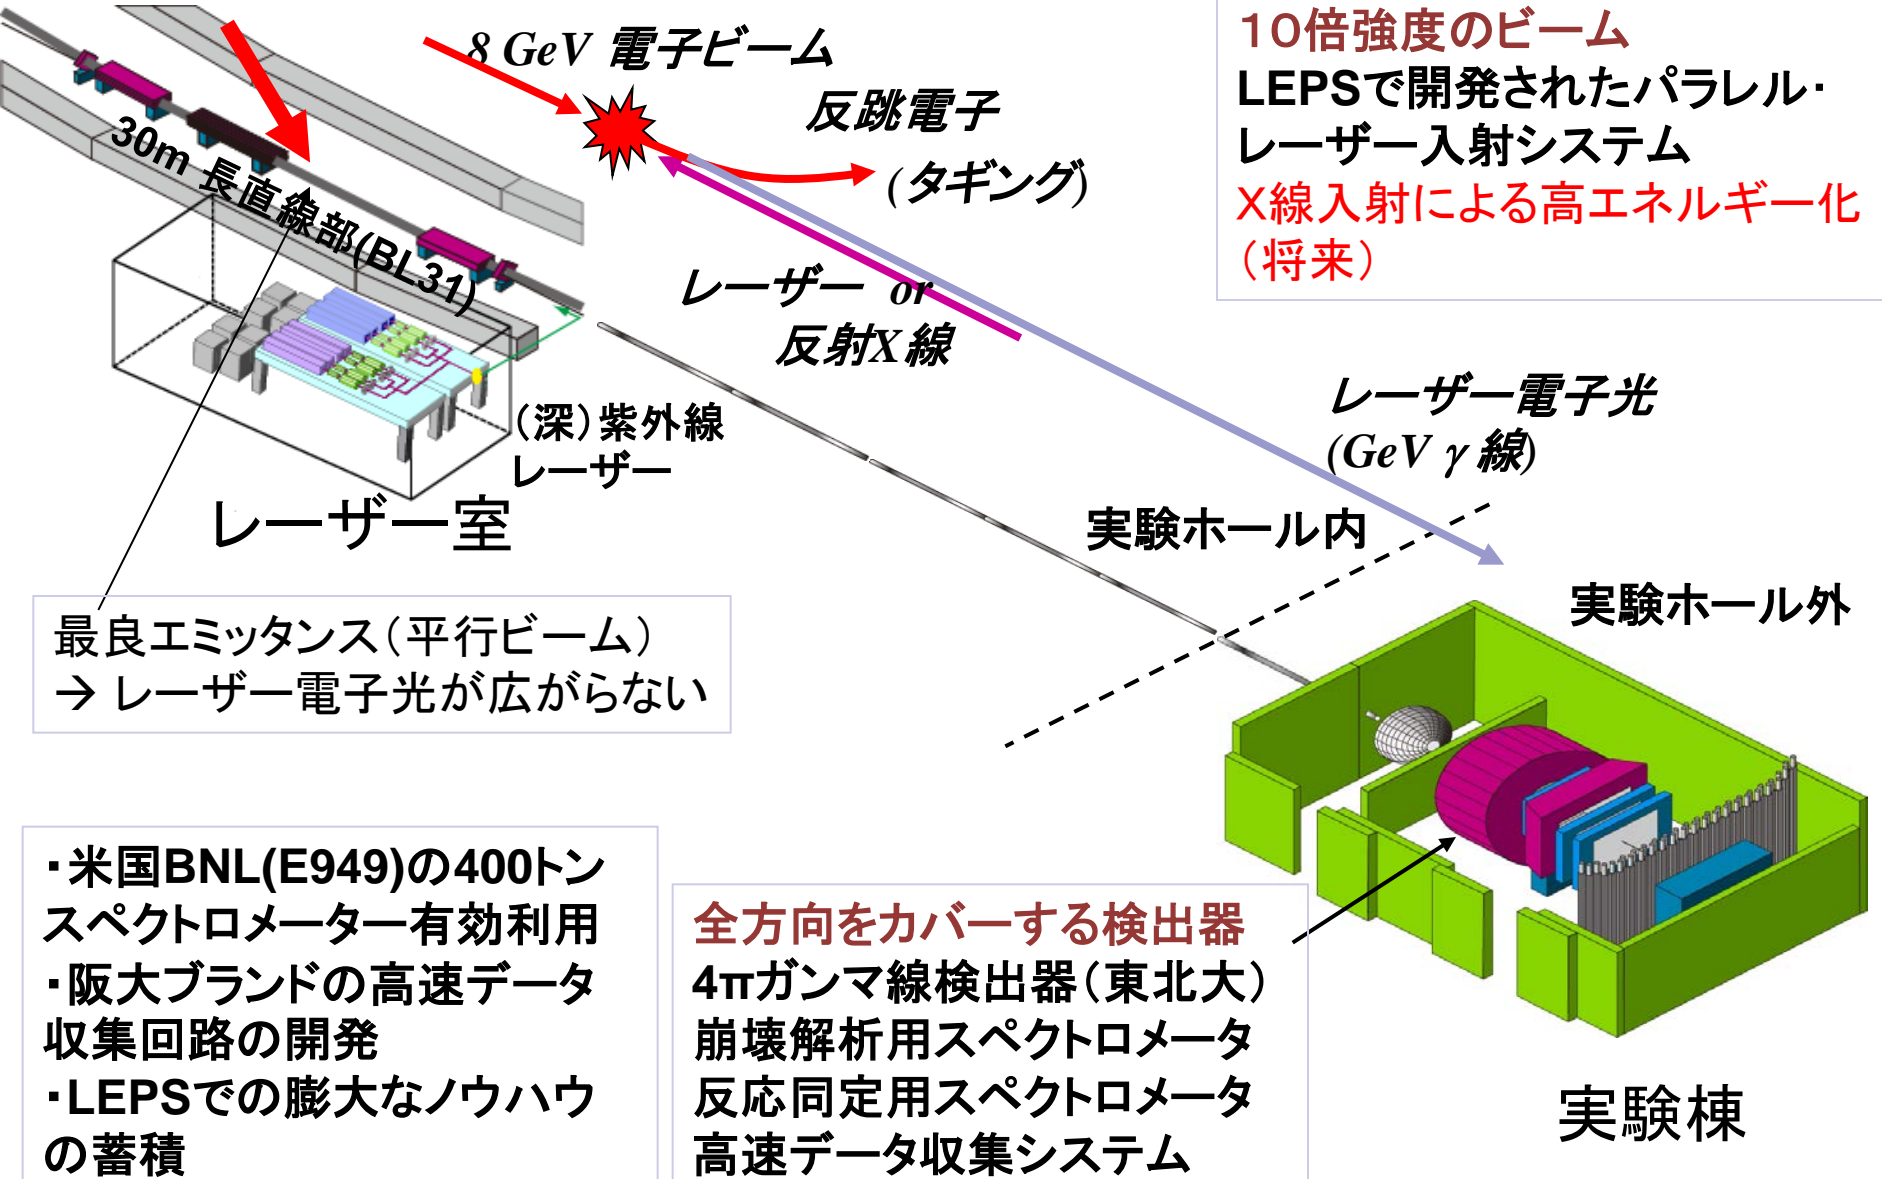 8 GeV 電子ビーム
反跳電子
(タギング)
10倍強度のビーム
LEPSで開発されたパラレル・
レーザー入射システム
X線入射による高エネルギー化
(将来)
30m 長直線部(BL31)
レーザー or
反射X線
(深)紫外線
レーザー
レーザー室
レーザー電子光
(GeV γ 線)
実験ホール内
実験ホール外
最良エミッタンス(平行ビーム)
→ レーザー電子光が広がらない
・米国BNL(E949)の400トン
スペクトロメーター有効利用
・阪大ブランドの高速データ
収集回路の開発
・LEPSでの膨大なノウハウ
の蓄積
全方向をカバーする検出器
4πガンマ線検出器(東北大)
崩壊解析用スペクトロメータ
反応同定用スペクトロメータ
高速データ収集システム
実験棟